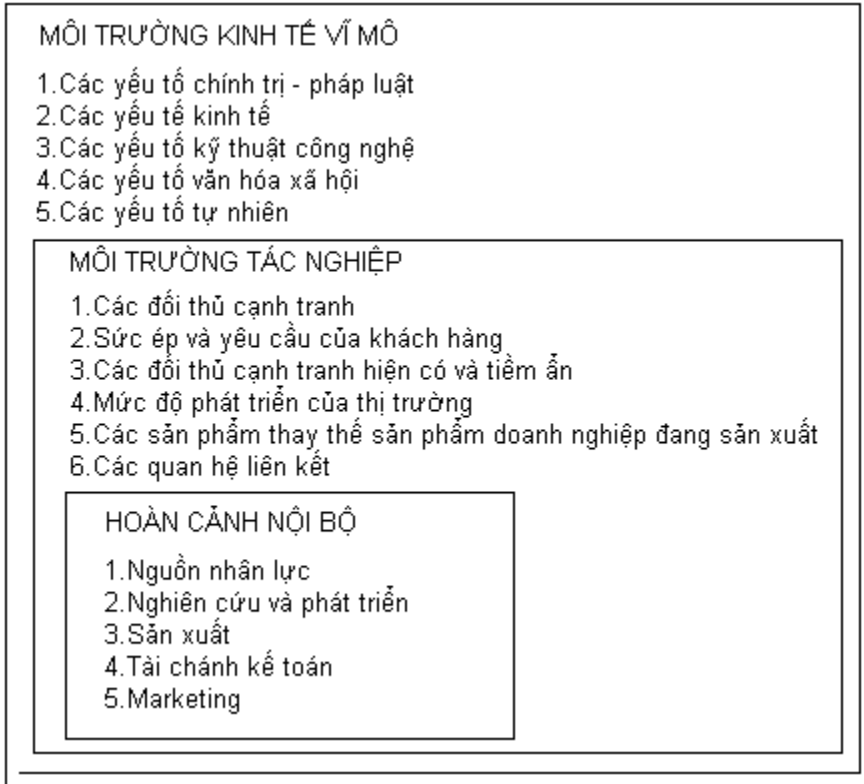 MÔI TRƯỜNG KINH TẾ VĨ MÔ
1.Các yếu tố chính trị - pháp luật
2.Các yếu tế kinh tế
3.Các yếu tố kỹ thuật công nghệ
4.Các yếu tố văn hóa xã hội
5.Các yếu tố tự nhiên
MÔI TRƯỜNG TÁC NGHIỆP
1.Các đối thủ cạnh tranh
2.Sức ép và yêu cầu của khách hàng
3.Các đối thủ cạnh tranh hiện có và tiềm ẩn
4.Mức độ phát triển của thị trường
5.Các sản phẩm thay thế sản phẩm doanh nghiệp đang sản xuất
6.Các quan hệ liên kết
HOÀN CẢNH NỘI BỘ
1.Nguồn nhân lực
2.Nghiên cứu và phát triển
3.Sản xuất
4.Tài chánh kế toán
5.Marketing